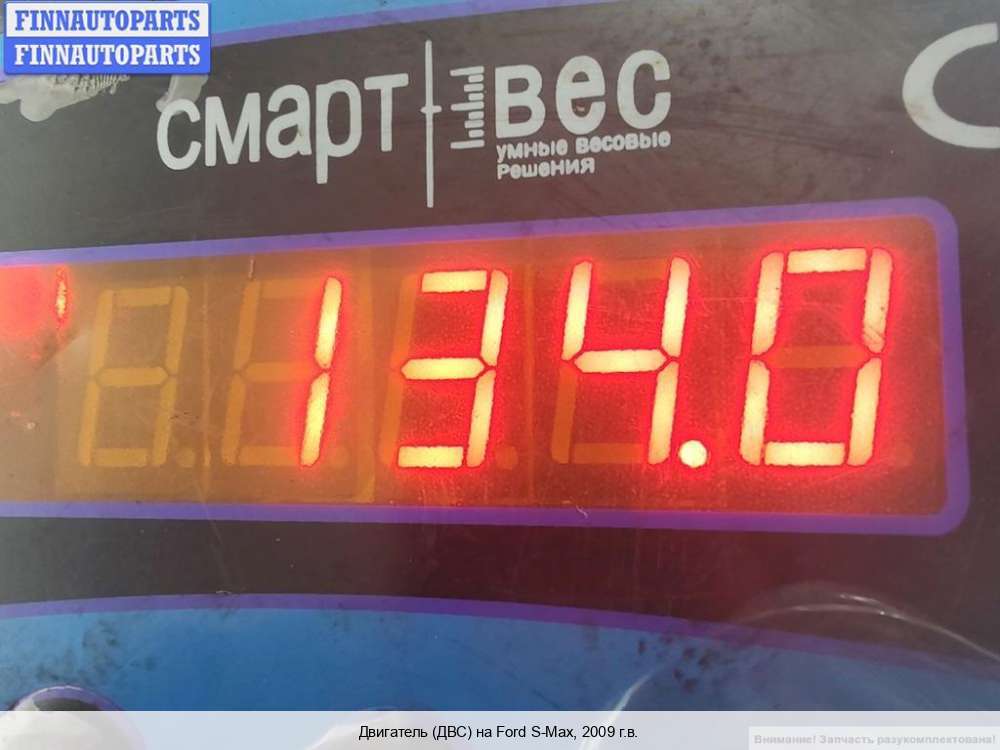 FINNAUTOPARTS
FINNAUTOPARTS
смарт вес
умные весовые
решения
134.0
Двигатель (ДВС) на Ford S-Max, 2009 г.в.
Внимание! Запчасть разукомплектована!